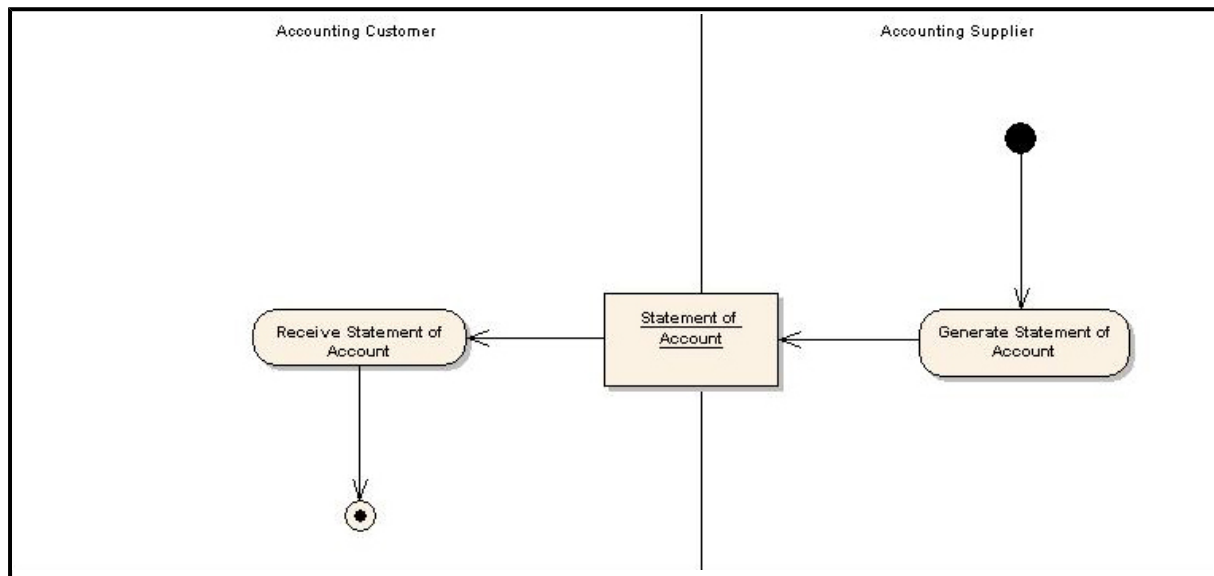 Accounting Customer
Accounting Supplier
Receive Statement of
Account
Statement of
Account
Generate Statement of
Account